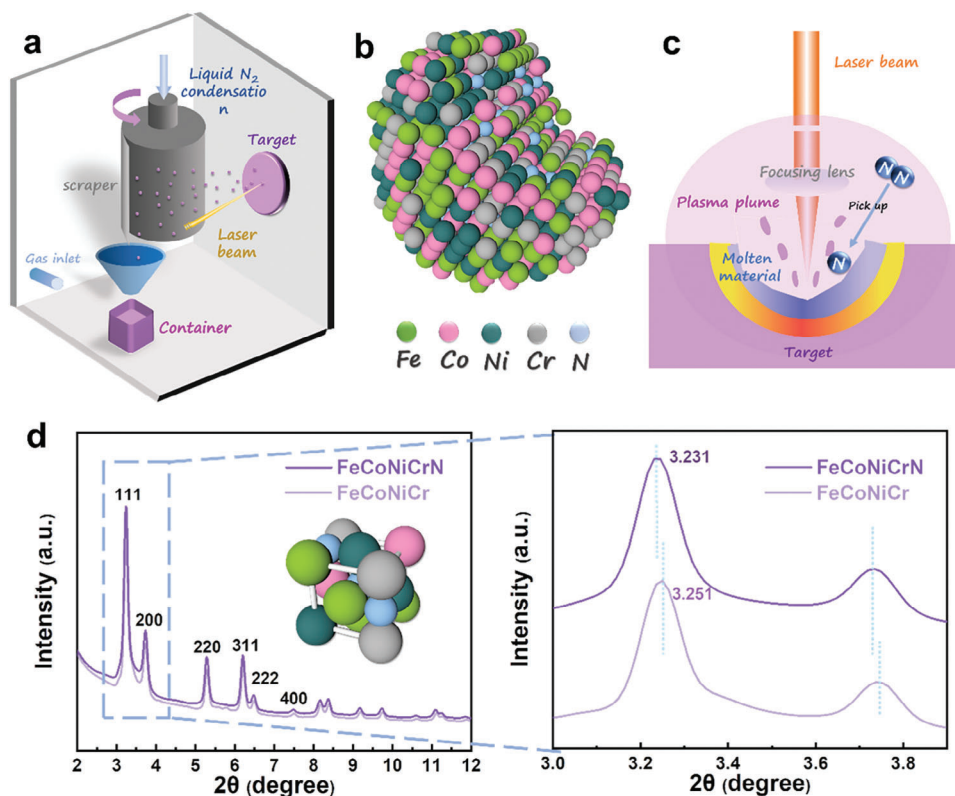 a
Liquid N2
condensatio
n
Target
scraper
Laser
beam
Gas inlet
Container
b
Fe Co Ni Cr N
c
Laser beam
Focusing lens
NN
Plasma plume
Pick up
Molten
material
N
Target
d
Intensity (a.u.)
FeCoNiCrN
FeCoNiCr
111
200
220
311
222
400
2 3 4 5 6 7 8 9 10 11 12
2θ (degree)
Intensity (a.u.)
3.231
FeCoNiCrN
FeCoNiCr
3.251
3.0 3.2 3.4 3.6 3.8
2θ (degree)